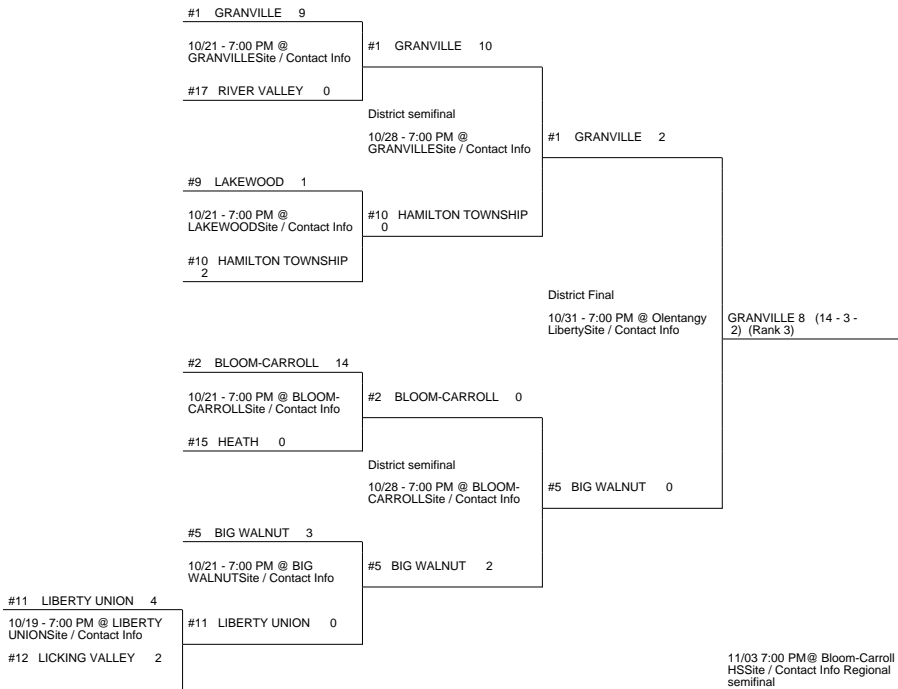 #1 GRANVILLE 9
10/21 - 7:00 PM @
GRANVILLESite / Contact Info
#17 RIVER VALLEY 0
#1 GRANVILLE 10
District semifinal
10/28 - 7:00 PM @
GRANVILLESite / Contact Info
#9 LAKEWOOD 1
10/21 - 7:00 PM @
LAKEWOODSite / Contact Info
#10 HAMILTON TOWNSHIP
2
#10 HAMILTON TOWNSHIP
0
#1 GRANVILLE 2
District Final
10/31 - 7:00 PM @ Olentangy
LibertySite / Contact Info
GRANVILLE 8 (14 - 3 -
2) (Rank 3)
#2 BLOOM-CARROLL 14
10/21 - 7:00 PM @ BLOOM-
CARROLLSite / Contact Info
#15 HEATH 0
#2 BLOOM-CARROLL 0
District semifinal
10/28 - 7:00 PM @ BLOOM-
CARROLLSite / Contact Info
#5 BIG WALNUT 0
#5 BIG WALNUT 3
10/21 - 7:00 PM @ BIG
WALNUTSite / Contact Info
#5 BIG WALNUT 2
#11 LIBERTY UNION 4
10/19 - 7:00 PM @ LIBERTY
UNIONSite / Contact Info
#12 LICKING VALLEY 2
#11 LIBERTY UNION 0
11/03 7:00 PM@ Bloom-Carroll
HSSite / Contact Info Regional
semifinal